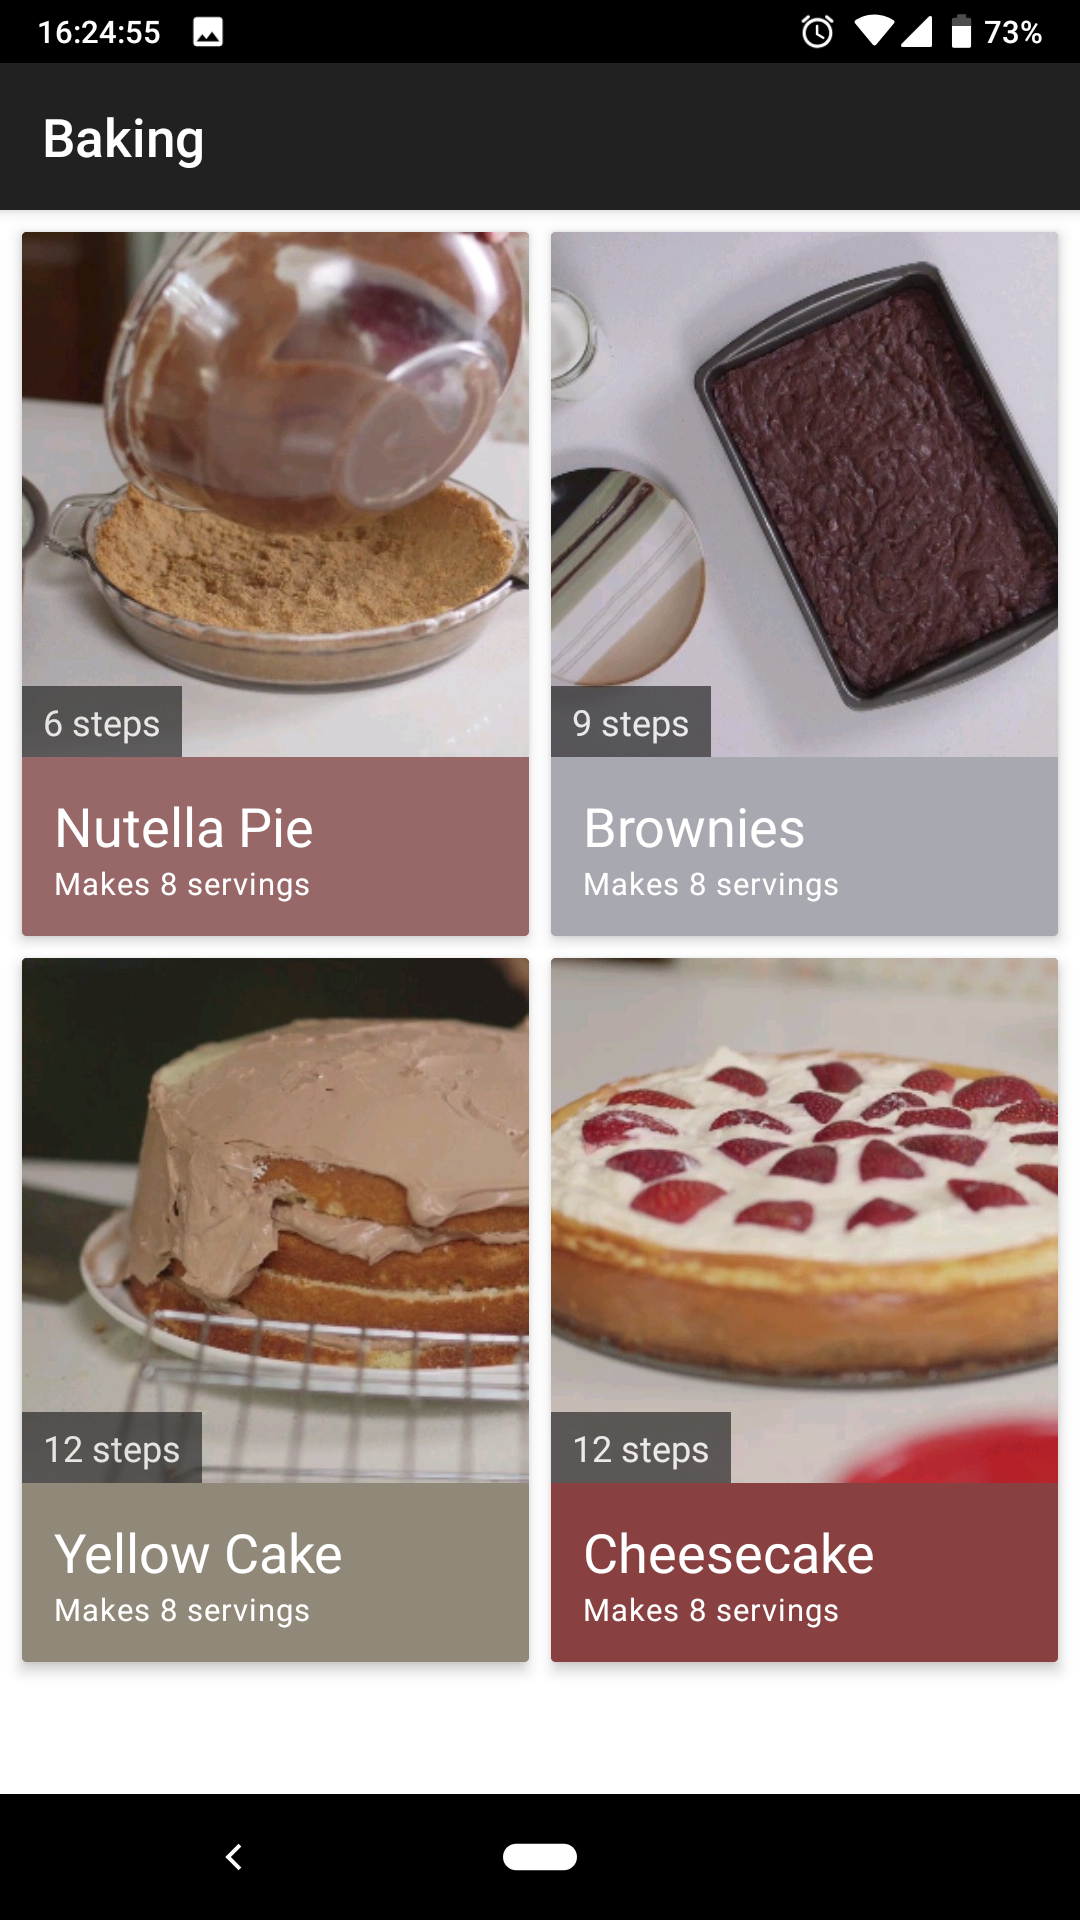 16:24:55
73%
Baking
6 steps
Nutella Pie
Makes 8 servings
9 steps
Brownies
Makes 8 servings
12 steps
Yellow Cake
Makes 8 servings
12 steps
Cheesecake
Makes 8 servings